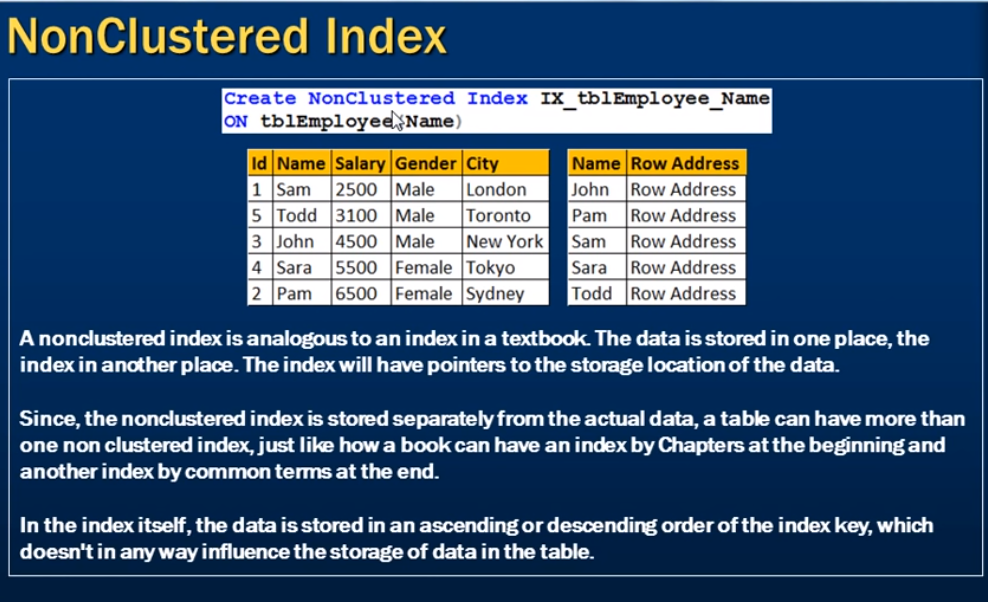 NonClustered Index
Create NonClustered Index IX_tblEmployee_Name
ON tblEmployee(Name)
Id Name Salary Gender City
1 Sam 2500 Male London
5 Todd 3100 Male Toronto
3 John 4500 Male New York
4 Sara 5500 Female Tokyo
2 Pam 6500 Female Sydney
Name Row Address
John Row Address
Pam Row Address
Sam Row Address
Sara Row Address
Todd Row Address
A nonclustered index is analogous to an index in a textbook. The data is stored in one place, the
index in another place. The index will have pointers to the storage location of the data.
Since, the nonclustered index is stored separately from the actual data, a table can have more than
one non clustered index, just like how a book can have an index by Chapters at the beginning and
another index by common terms at the end.
In the index itself, the data is stored in an ascending or descending order of the index key, which
doesn't in any way influence the storage of data in the table.